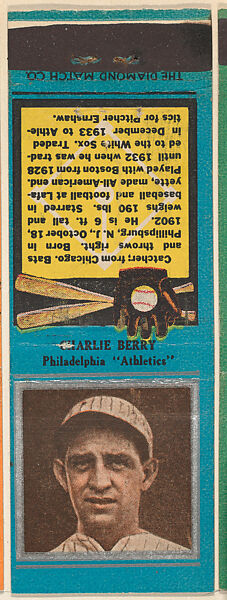 THE DIAMOND MATCH CO.
Catcher; from Chicago. Bats
and throws right. Born in
Phillipsburg, N. J., October 18,
1902. He is 6 ft. tall and
weighs 190 lbs. Starred in
baseball and football at Lafa-
yette, made All-American end.
Played with Boston from 1928
until 1932 when he was trad-
ed to the White Sox. Traded
in December 1933 to Athle-
tics for Pitcher Ernshaw.
CHARLIE BERRY
Philadelphia "Athletics"